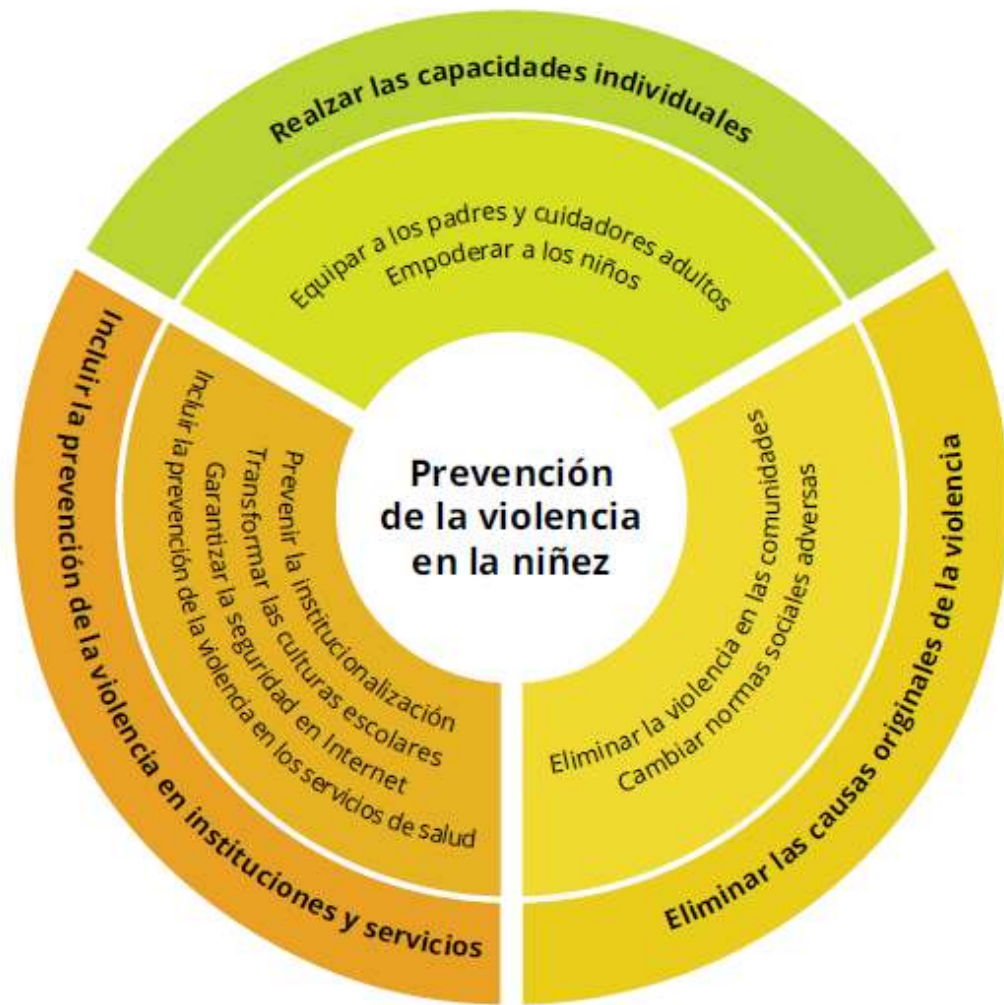 Realzar las capacidades individuales
Equipar a los padres y cuidadores adultos
Empoderar a los niños
Prevención
de la violencia
en la niñez
Incluir la prevención de la violencia en instituciones y servicios
Prevenir la institucionalización
Transformar las culturas escolares
Garantizar la seguridad en Internet
Incluir la prevención de la violencia en los servicios de salud
Eliminar la violencia en las comunidades
Cambiar normas sociales adversas
Eliminar las causas originales de la violencia